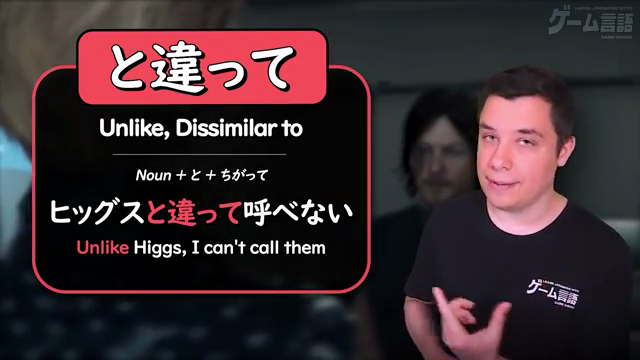 と違って
Unlike, Dissimilar to
Noun + と + ちがって
ヒッグスと違って呼べない
Unlike Higgs, I can't call them
ゲーム言語
ゲーム言語